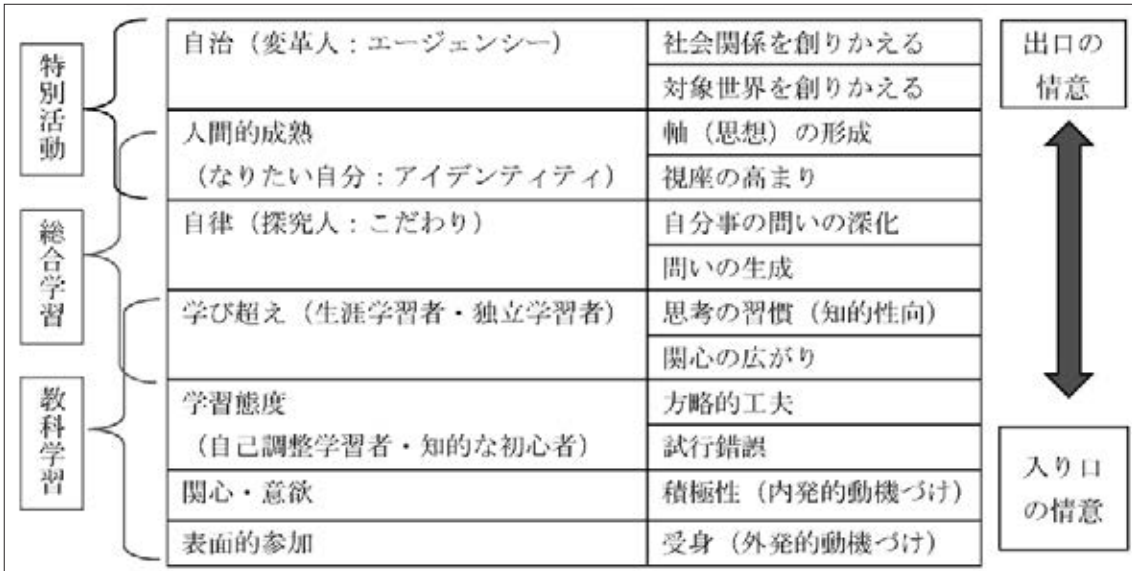 特別活動
総合学習
教科学習
自治（変革人：エージェンシー）
社会関係を創りかえる
対象世界を創りかえる
人間的成熟
（なりたい自分：アイデンティティ）
軸（思想）の形成
視座の高まり
自律（探究人：こだわり）
自分事の問いの深化
問いの生成
学び超え（生涯学習者・独立学習者）
思考の習慣（知的性向）
関心の広がり
学習態度
（自己調整学習者・知的な初心者）
方略的工夫
試行錯誤
関心・意欲
積極性（内発的動機づけ）
表面的参加
受身（外発的動機づけ）
出口の
情意
入り口
の情意